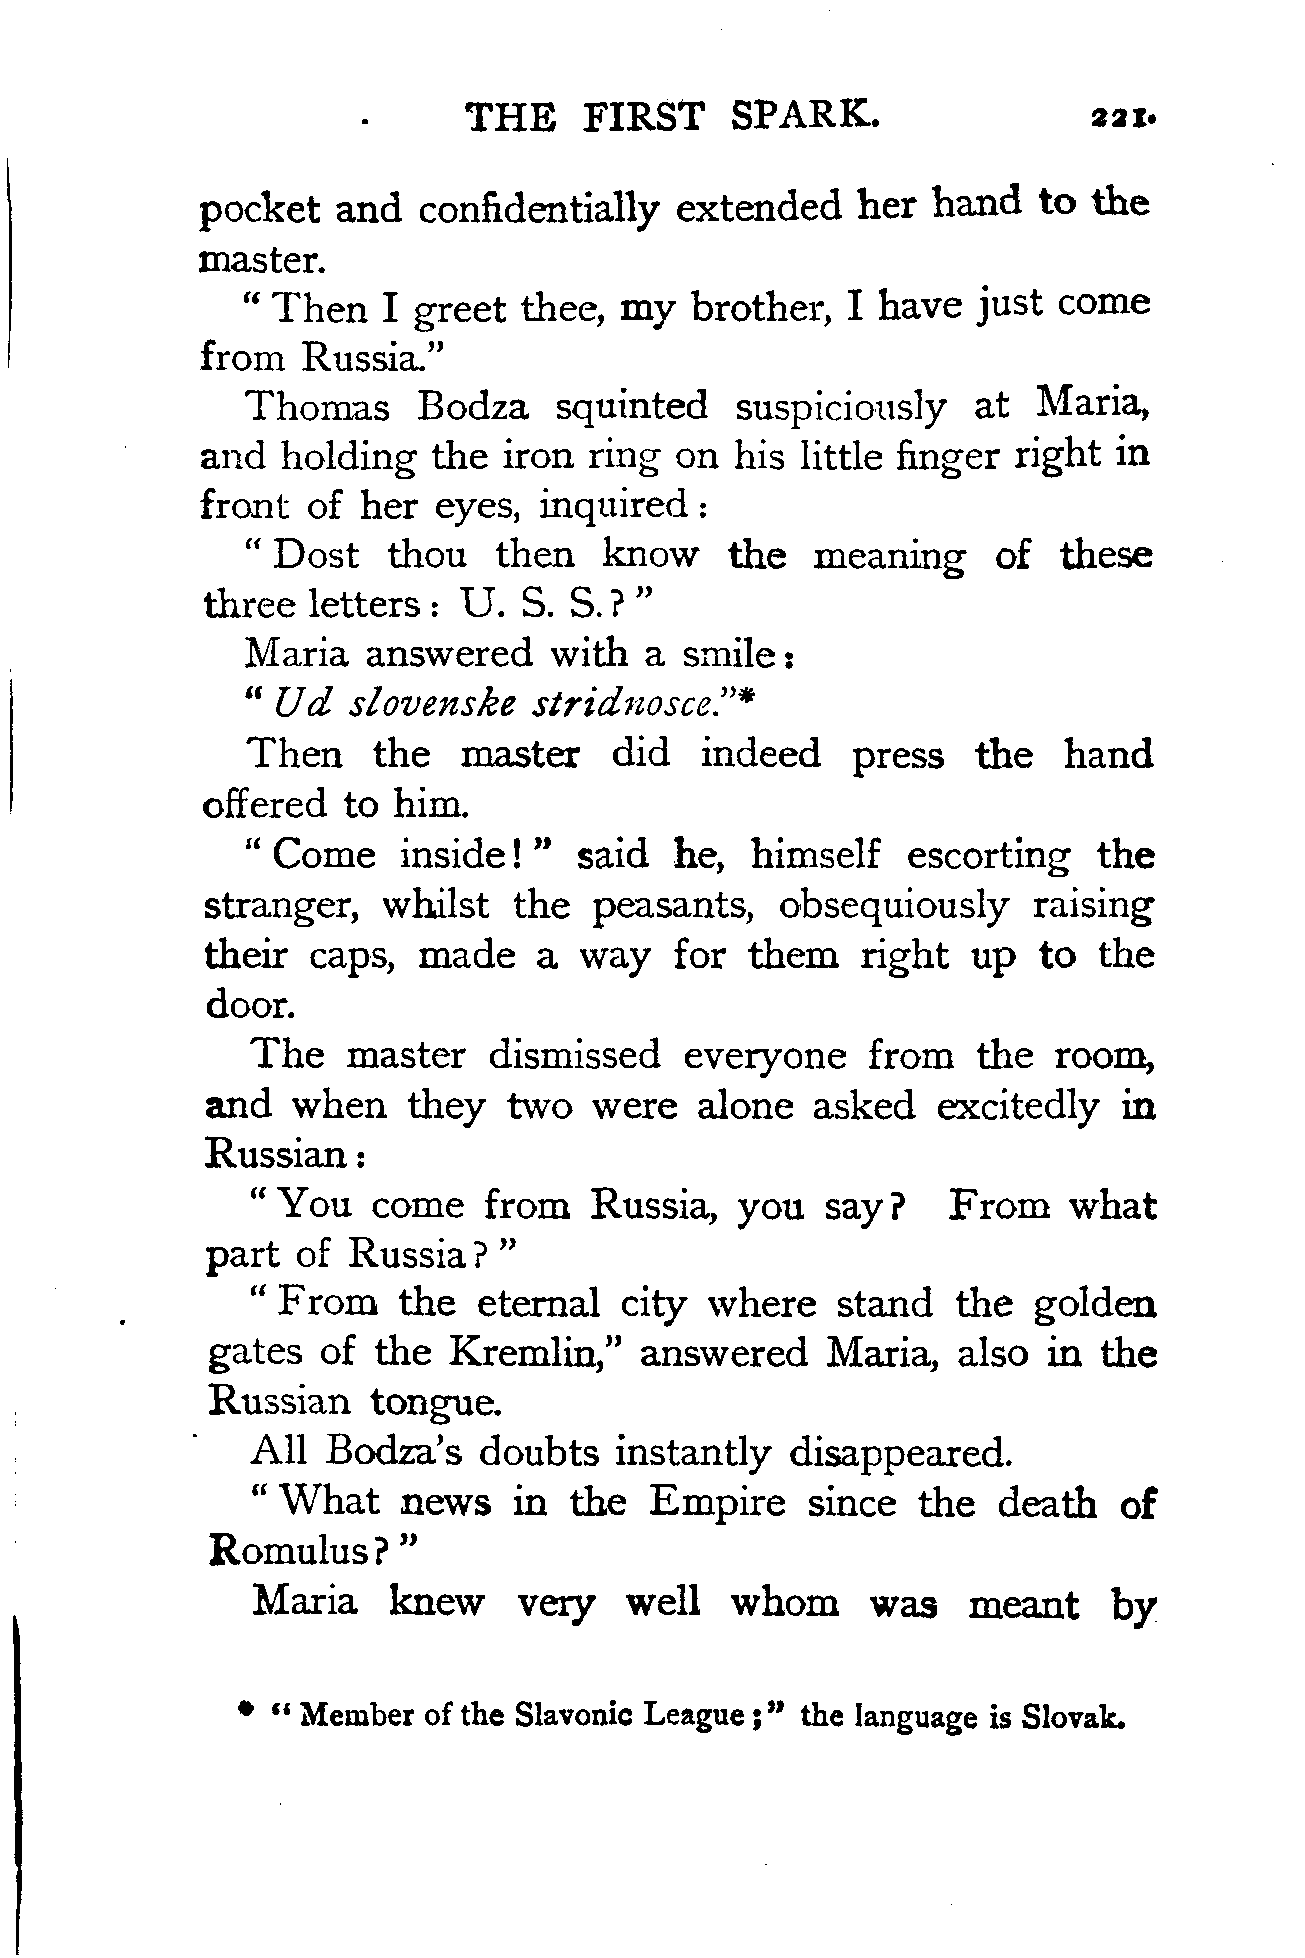 THE FIRST SPARK. 221.
pocket and confidentially extended her hand to the
master.
“Then I greet thee, my brother, I have just come
from Russia.”
Thomas Bodza squinted suspiciously at Maria,
and holding the iron ring on his little finger right in
front of her eyes, inquired:
“Dost thou then know the meaning of these
three letters: U. S. S.?”
Maria answered with a smile:
“Ud slovenske stridnosce.”*
Then the master did indeed press the hand
offered to him.
“Come inside!” said he, himself escorting the
stranger, whilst the peasants, obsequiously raising
their caps, made a way for them right up to the
door.
The master dismissed everyone from the room,
and when they two were alone asked excitedly in
Russian:
“You come from Russia, you say? From what
part of Russia?”
“From the eternal city where stand the golden
gates of the Kremlin,” answered Maria, also in the
Russian tongue.
All Bodza’s doubts instantly disappeared.
“What news in the Empire since the death of
Romulus?”
Maria knew very well whom was meant by
* “Member of the Slavonic League;” the language is Slovak.